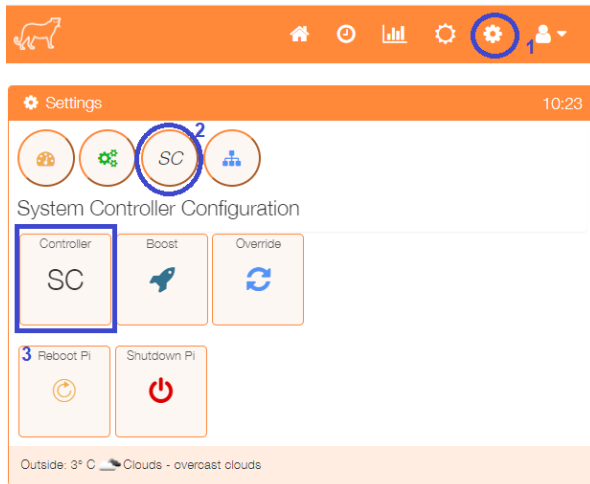 1
Settings 10:23
2
SC
System Controller Configuration
Controller Boost Override
SC
3 Reboot Pi Shutdown Pi
Outside: 3° C Clouds - overcast clouds